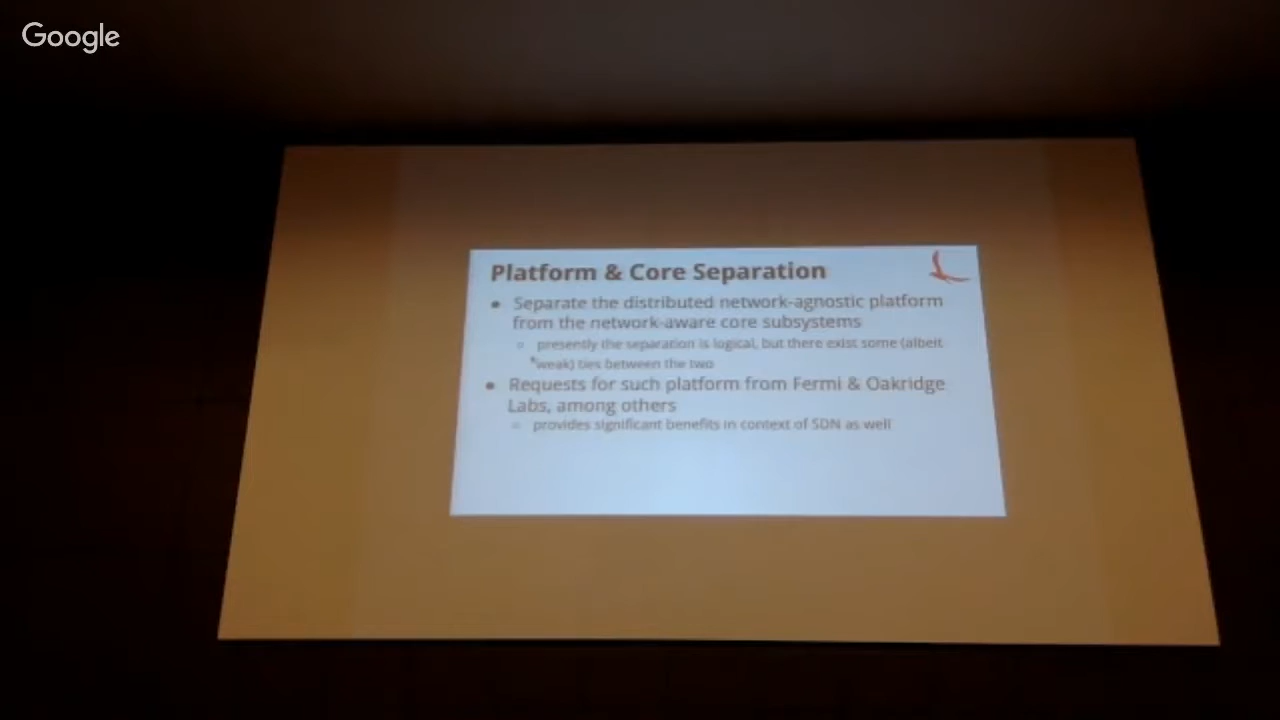 Google
Platform & Core Separation
Separate the distributed network-agnostic platform
from the network-aware core subsystems
presently the separation is logical, but there exist some (albeit
weak) ties between the two
Requests for such platform from Fermi & Oakridge
Labs, among others
provides significant benefits in context of SDN as well